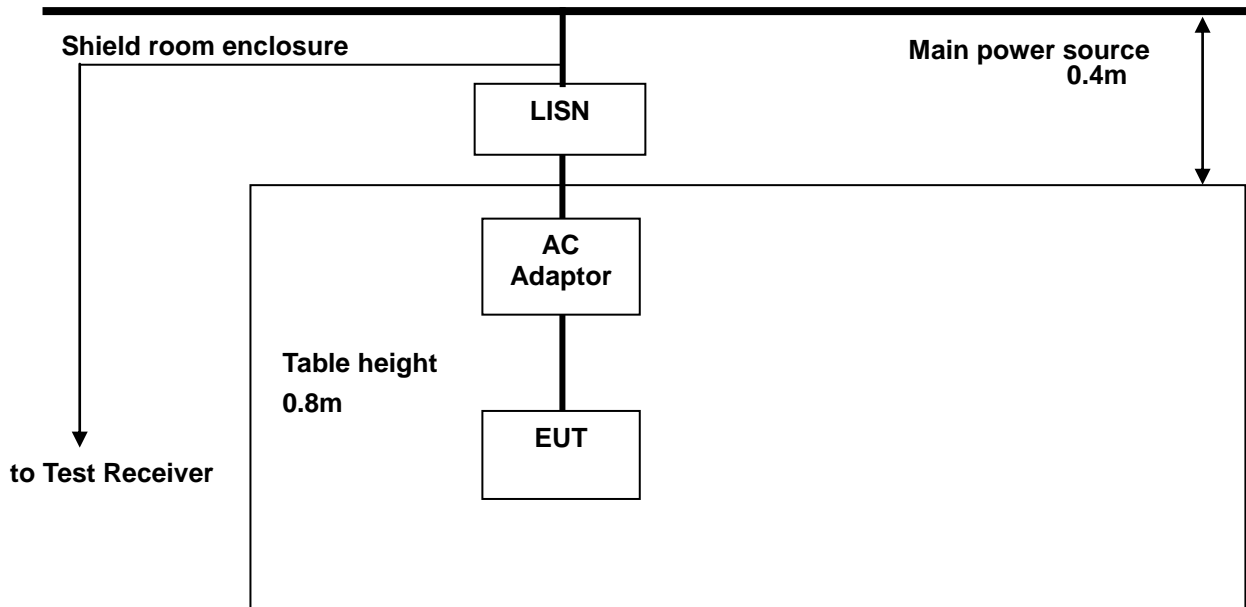 Shield room enclosure
Main power source
0.4m
LISN
AC
Adaptor
Table height
0.8m
EUT
to Test Receiver